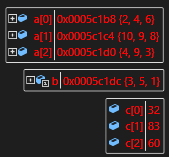 a[0] 0x0005c1b8 {2, 4, 6}
a[1] 0x0005c1c4 {10, 9, 8}
a[2] 0x0005c1d0 {4, 9, 3}
b 0x0005c1dc {3, 5, 1}
c[0] 32
c[1] 83
c[2] 60